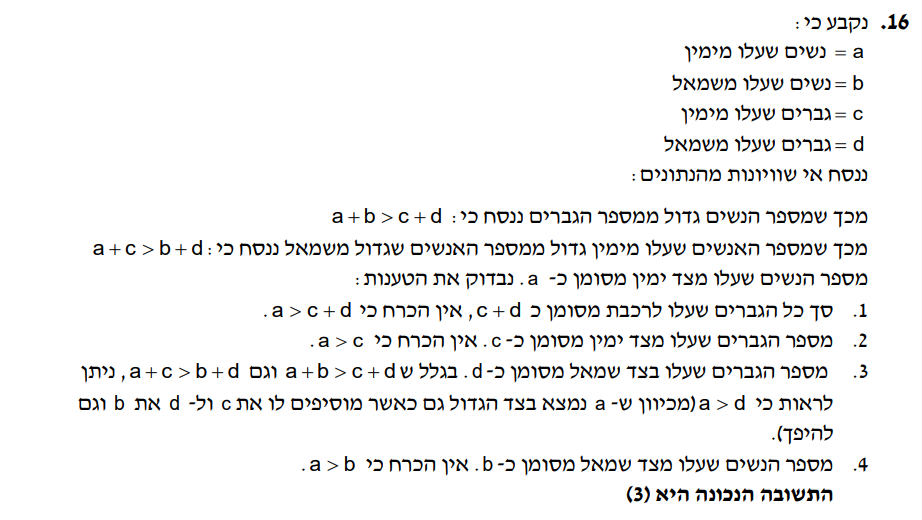 16. נקבע כי:
a = נשים שעלו מימין
b = נשים שעלו משמאל
c = גברים שעלו מימין
d = גברים שעלו משמאל
ננסח אי שוויונות מהנתונים:
מכך שמספר הנשים גדול ממספר הגברים ננסח כי: a + b > c + d
מכך שמספר האנשים שעלו מימין גדול ממספר האנשים שגדול משמאל ננסח כי: a + c > b + d
מספר הנשים שעלו מצד ימין מסומן כ- a. נבדוק את הטענות:
1. סך כל הגברים שעלו לרכבת מסומן כ c + d, אין הכרח כי a > c + d.
2. מספר הגברים שעלו מצד ימין מסומן כ-c. אין הכרח כי a > c.
3. מספר הגברים שעלו בצד שמאל מסומן כ-d. בגלל ש a + b > c + d וגם a + c > b + d, ניתן
לראות כי a > d (מכיוון ש- a נמצא בצד הגדול גם כאשר מוסיפים לו את c ול- d את b וגם
להיפך).
4. מספר הנשים שעלו מצד שמאל מסומן כ-b. אין הכרח כי a > b.
התשובה הנכונה היא (3)